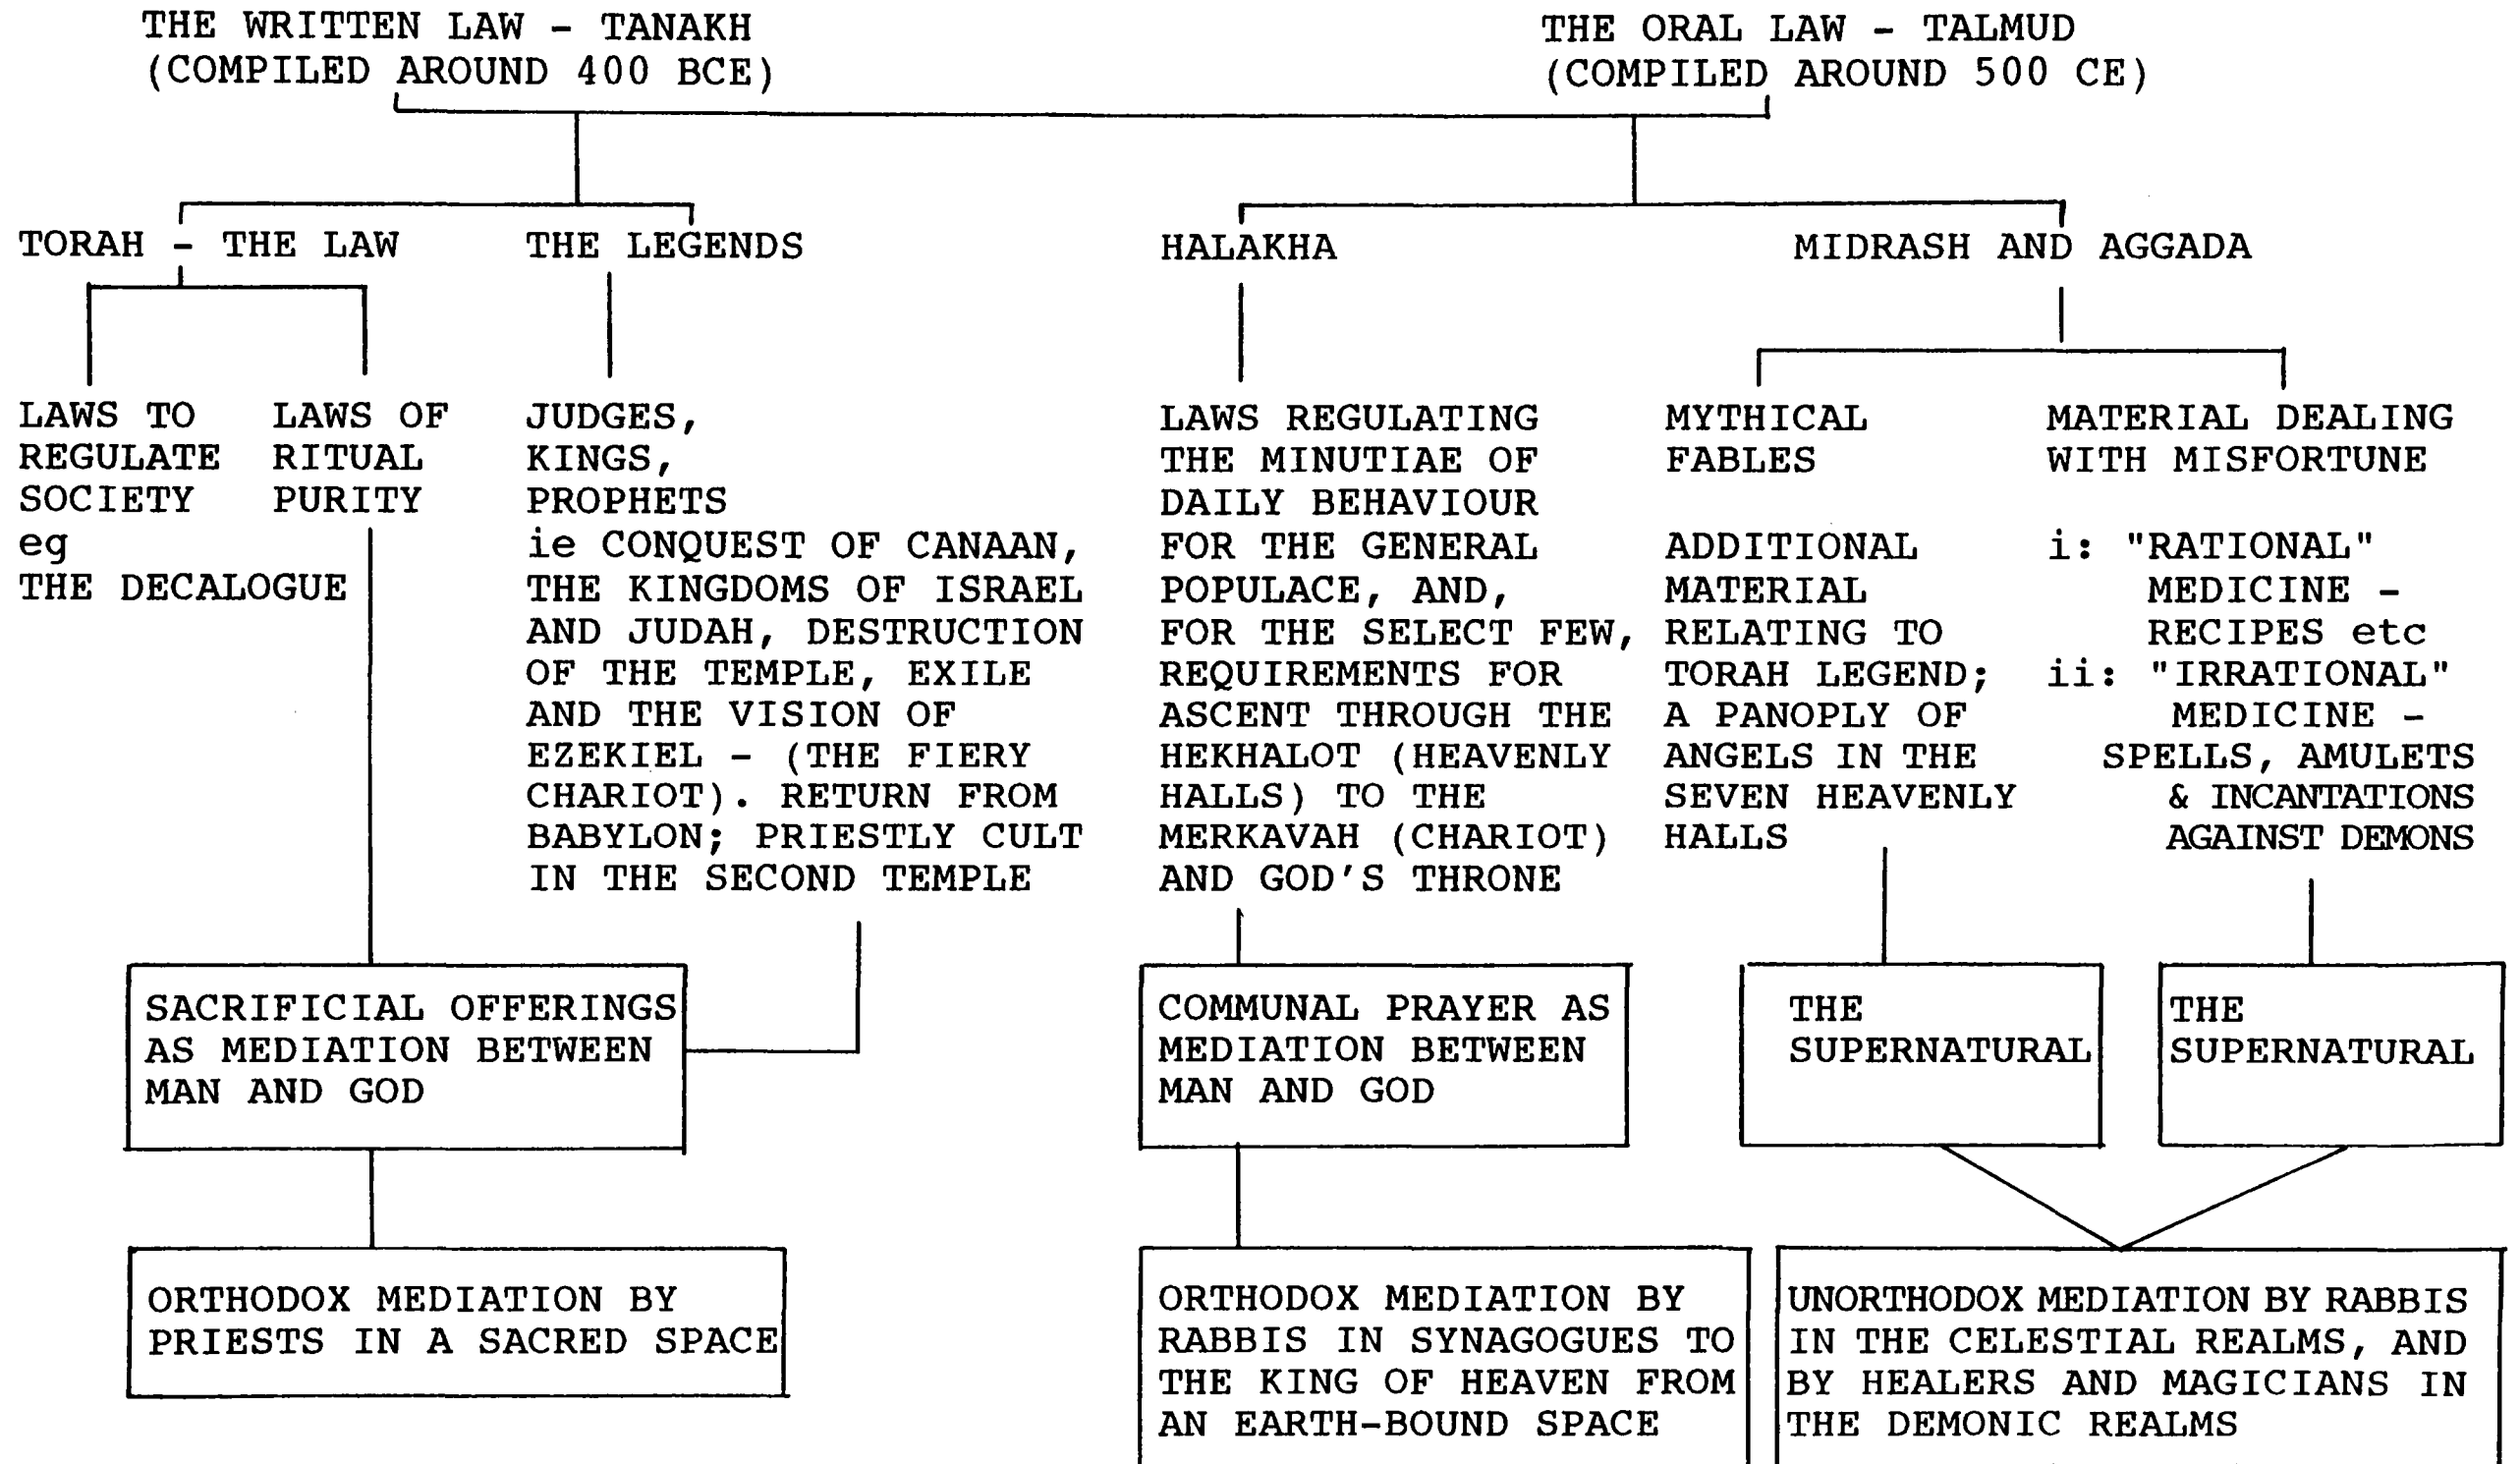 THE WRITTEN LAW - TANAKH
(COMPILED AROUND 400 BCE)
THE ORAL LAW - TALMUD
(COMPILED AROUND 500 CE)
TORAH - THE LAW
THE LEGENDS
HALAKHA
MIDRASH AND AGGADA
LAWS TO
REGULATE
SOCIETY
eg
THE DECALOGUE
LAWS OF
RITUAL
PURITY
JUDGES,
KINGS,
PROPHETS
ie CONQUEST OF CANAAN,
THE KINGDOMS OF ISRAEL
AND JUDAH, DESTRUCTION
OF THE TEMPLE, EXILE
AND THE VISION OF
EZEKIEL - (THE FIERY
CHARIOT). RETURN FROM
BABYLON; PRIESTLY CULT
IN THE SECOND TEMPLE
LAWS REGULATING
THE MINUTIAE OF
DAILY BEHAVIOUR
FOR THE GENERAL
POPULACE, AND,
FOR THE SELECT FEW,
REQUIREMENTS FOR
ASCENT THROUGH THE
HEKHALOT (HEAVENLY
HALLS) TO THE
MERKAVAH (CHARIOT)
AND GOD'S THRONE
MYTHICAL
FABLES
ADDITIONAL
MATERIAL
RELATING TO
TORAH LEGEND;
A PANOPLY OF
ANGELS IN THE
SEVEN HEAVENLY
HALLS
MATERIAL DEALING
WITH MISFORTUNE
i: "RATIONAL"
MEDICINE -
RECIPES etc
ii: "IRRATIONAL"
MEDICINE -
SPELLS, AMULETS
& INCANTATIONS
AGAINST DEMONS
SACRIFICIAL OFFERINGS
AS MEDIATION BETWEEN
MAN AND GOD
COMMUNAL PRAYER AS
MEDIATION BETWEEN
MAN AND GOD
THE
SUPERNATURAL
THE
SUPERNATURAL
ORTHODOX MEDIATION BY
PRIESTS IN A SACRED SPACE
ORTHODOX MEDIATION BY
RABBIS IN SYNAGOGUES TO
THE KING OF HEAVEN FROM
AN EARTH-BOUND SPACE
UNORTHODOX MEDIATION BY RABBIS
IN THE CELESTIAL REALMS, AND
BY HEALERS AND MAGICIANS IN
THE DEMONIC REALMS